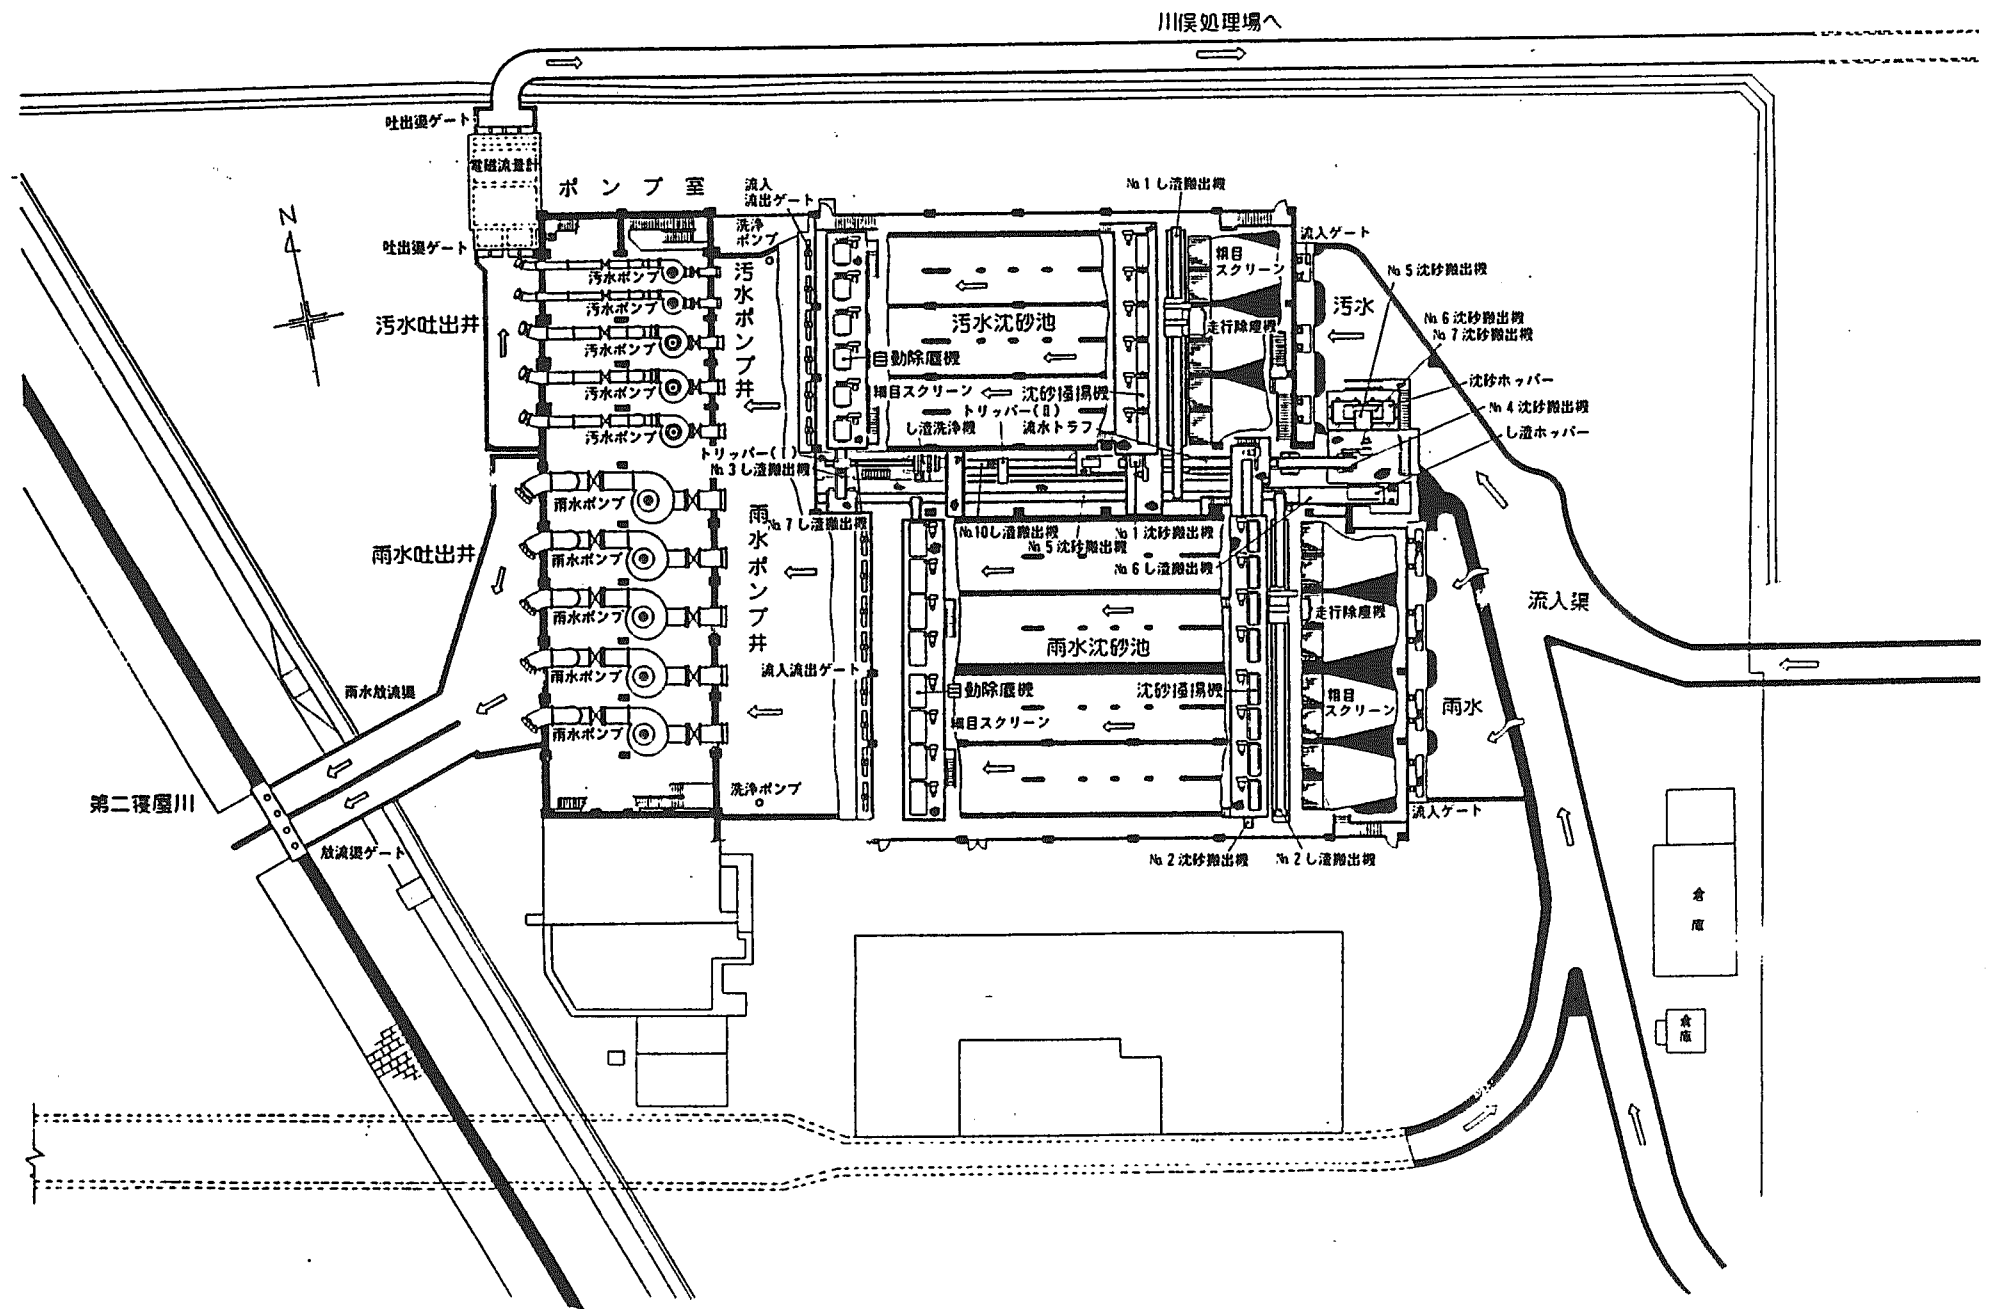 川俣処理場へ
吐出渠ゲート
電磁流量計
ポンプ室
流入
流出ゲート
No.1し渣搬出機
N
吐出渠ゲート
洗浄
ポンプ
流入ゲート
粗目
スクリーン
No.5沈砂搬出機
汚水ポンプ
汚水ポンプ
汚水ポンプ
汚水ポンプ
汚水ポンプ
汚水ポンプ井
汚水吐出井
汚水沈砂池
走行除塵機
汚水
No.6沈砂搬出機
No.7沈砂搬出機
自動除塵機
細目スクリーン
沈砂掻揚機
沈砂ホッパー
トリッパー(Ⅱ)
No.4沈砂搬出機
し渣洗浄機
流水トラフ
し渣ホッパー
トリッパー(Ⅰ)
No.3し渣搬出機
雨水ポンプ
雨水ポンプ
雨水ポンプ
雨水ポンプ
雨水ポンプ
雨水ポンプ井
No.7し渣搬出機
No.10し渣搬出機
No.1沈砂搬出機
No.5沈砂搬出機
No.6し渣搬出機
雨水吐出井
流入渠
走行除塵機
雨水沈砂池
流入流出ゲート
雨水放流渠
自動除塵機
沈砂掻揚機
粗目
スクリーン
雨水
細目スクリーン
洗浄ポンプ
第二寝屋川
流入ゲート
放流渠ゲート
No.2沈砂搬出機
No.2し渣搬出機
倉庫
倉庫